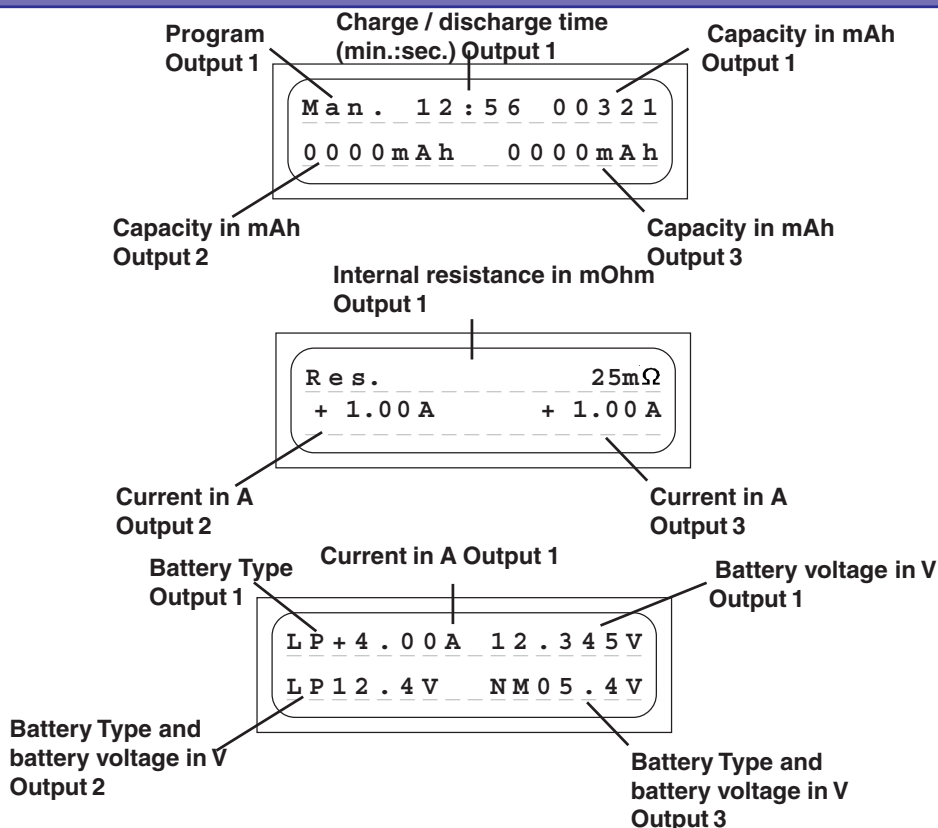 Program
Output 1
Charge / discharge time
(min.:sec.) Output 1
Capacity in mAh
Output 1
Man. 12:56 00321
0000mAh 0000mAh
Capacity in mAh
Output 2
Capacity in mAh
Output 3
Internal resistance in mOhm
Output 1
Res. 25mΩ
+ 1.00A + 1.00A
Current in A
Output 2
Current in A
Output 3
Battery Type
Output 1
Current in A Output 1
Battery voltage in V
Output 1
LP+4.00A 12.345V
LP12.4V NM05.4V
Battery Type and
battery voltage in V
Output 2
Battery Type and
battery voltage in V
Output 3